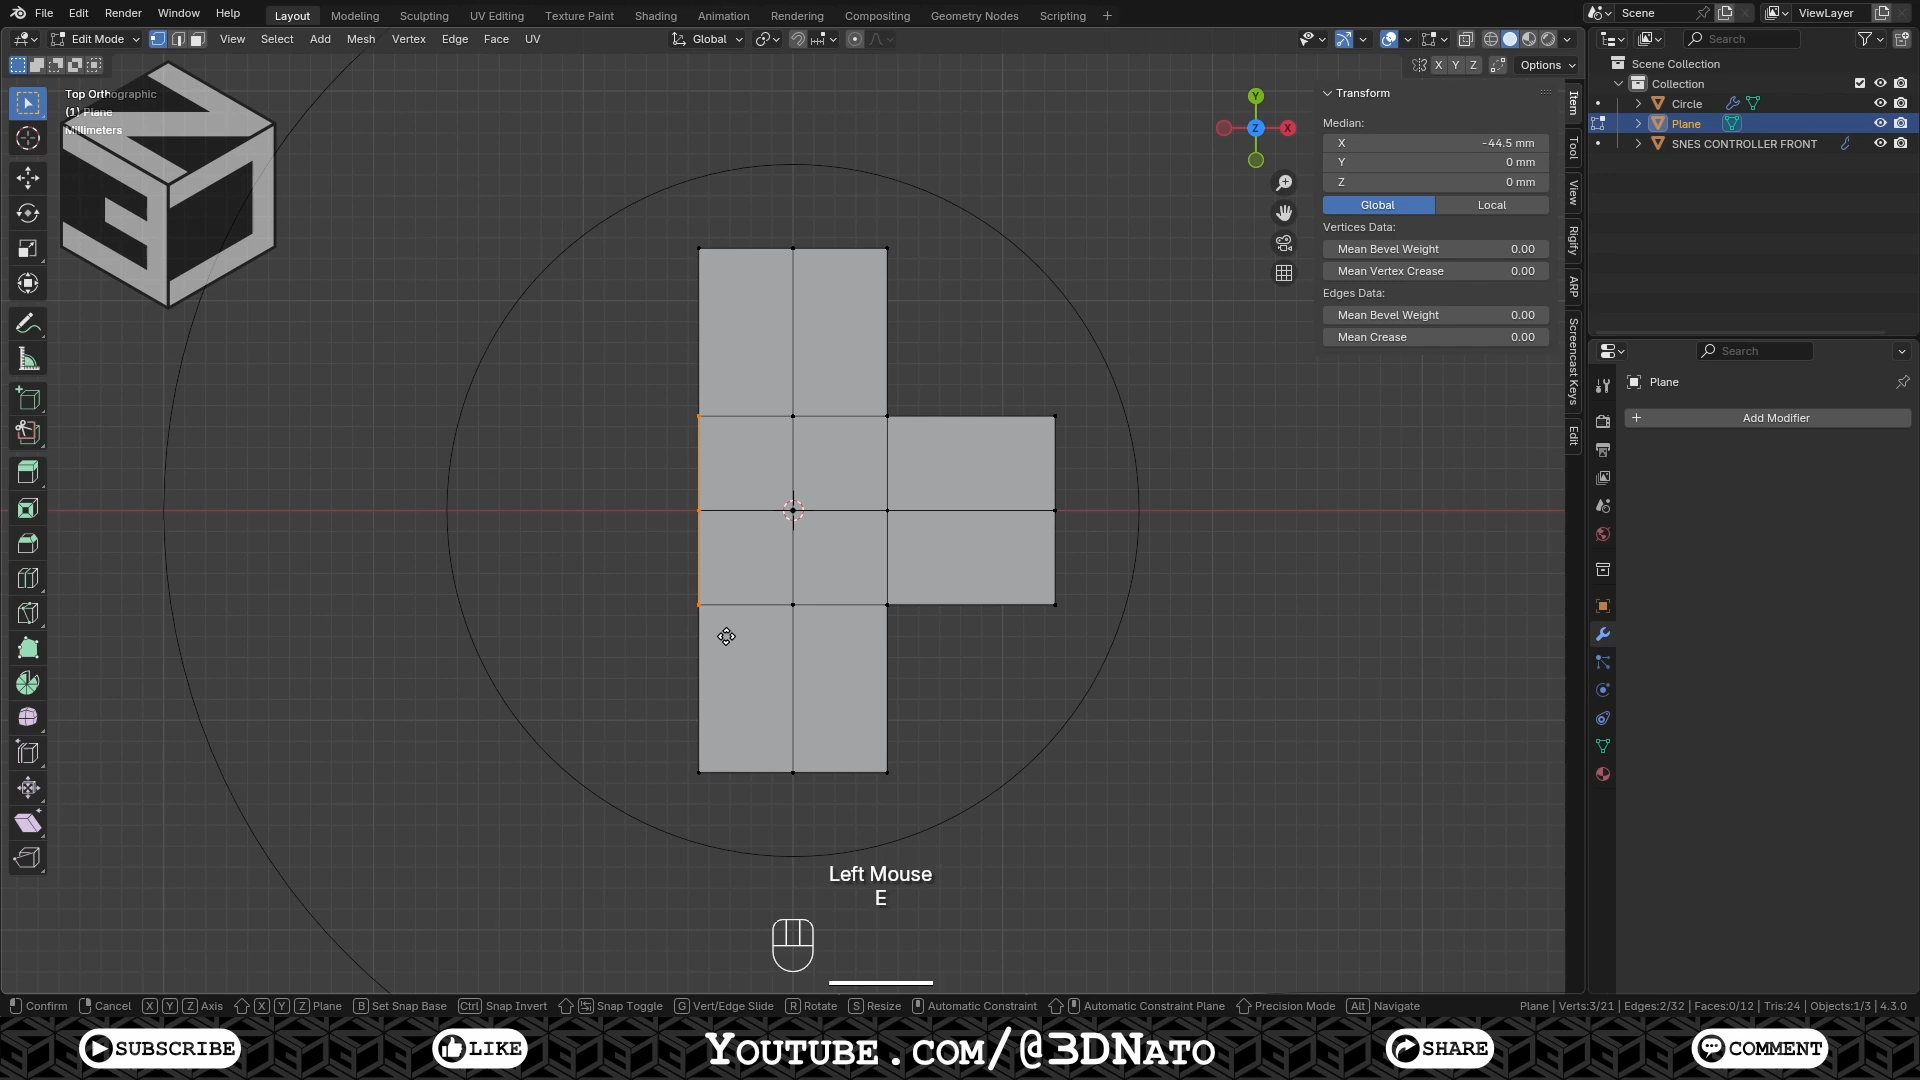 File Edit Render Window Help
Layout Modeling Sculpting UV Editing Texture Paint Shading Animation Rendering Compositing Geometry Nodes Scripting +
Scene ViewLayer
Edit Mode View Select Add Mesh Vertex Edge Face UV
Global
Search
X Y Z Options
Scene Collection
Collection
Circle
Plane
SNES CONTROLLER FRONT
Top Orthographic
(1) Plane
Millimeters
Y
Z
X
Transform
Median:
X -44.5 mm
Y 0 mm
Z 0 mm
Global Local
Vertices Data:
Mean Bevel Weight 0.00
Mean Vertex Crease 0.00
Edges Data:
Mean Bevel Weight 0.00
Mean Crease 0.00
Item
Tool
View
Rigify
ARP
Screencast Keys
Edit
Search
Plane
+ Add Modifier
Left Mouse
E
Confirm Cancel X Y Z Axis X Y Z Plane B Set Snap Base Ctrl Snap Invert Snap Toggle G Vert/Edge Slide R Rotate S Resize Automatic Constraint Automatic Constraint Plane Precision Mode Alt Navigate Plane | Verts:3/21 | Edges:2/32 | Faces:0/12 | Tris:24 | Objects:1/3 | 4.3.0
SUBSCRIBE LIKE YOUTUBE.COM/@3DNATO SHARE COMMENT